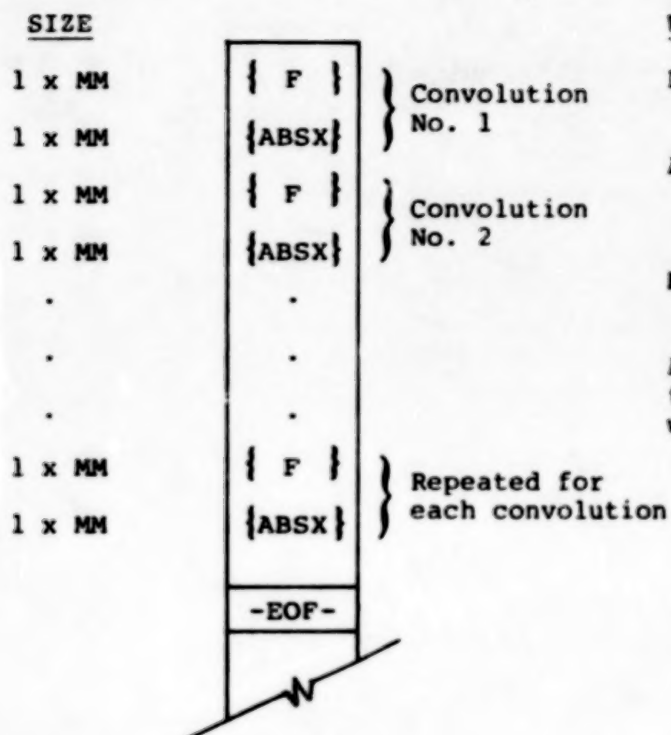 SIZE
1 x MM { F } Convolution
1 x MM {ABSX} No. 1
1 x MM { F } Convolution
1 x MM {ABSX} No. 2
. .
. .
. .
1 x MM { F } Repeated for
1 x MM {ABSX} each convolution
-EOF-
N